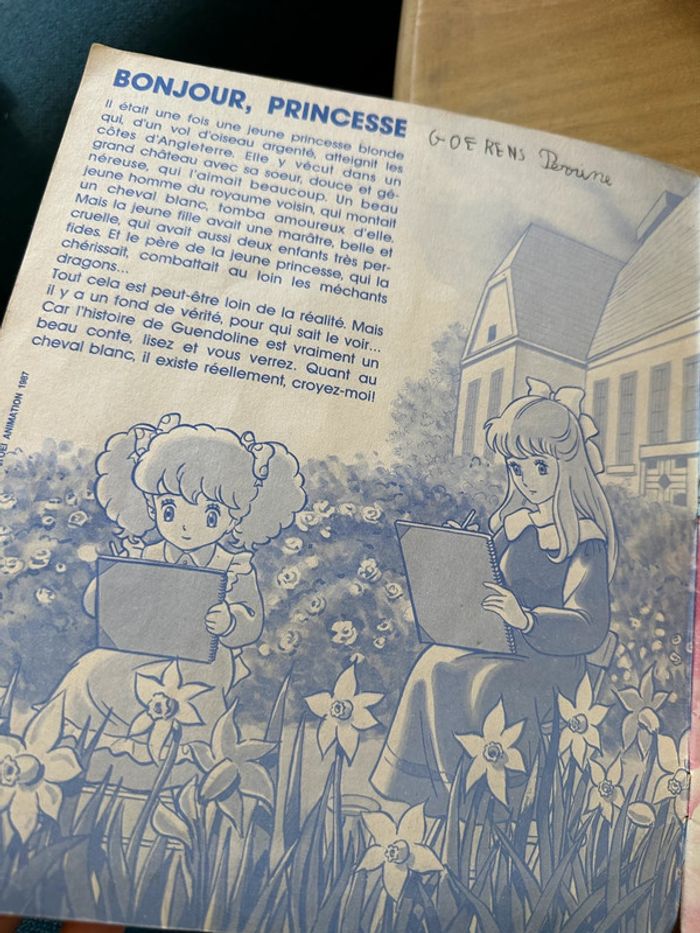 BONJOUR, PRINCESSE
Il était une fois une jeune princesse blonde
qui, d'un vol d'oiseau argenté, atteignit les
côtes d'Angleterre. Elle y vécut dans un
grand château avec sa soeur, douce et gé-
néreuse, qui l'aimait beaucoup. Un beau
jeune homme du royaume voisin, qui montait
un cheval blanc, tomba amoureux d'elle.
Mais la jeune fille avait une marâtre, belle et
cruelle, qui avait aussi deux enfants très per-
fides. Et le père de la jeune princesse, qui la
chérissait, combattait au loin les méchants
dragons...
Tout cela est peut-être loin de la réalité. Mais
il y a un fond de vérité, pour qui sait le voir...
Car l'histoire de Guendoline est vraiment un
beau conte, lisez et vous verrez. Quant au
cheval blanc, il existe réellement, croyez-moi!
GOERENS Perrine
ANIMATION 1987